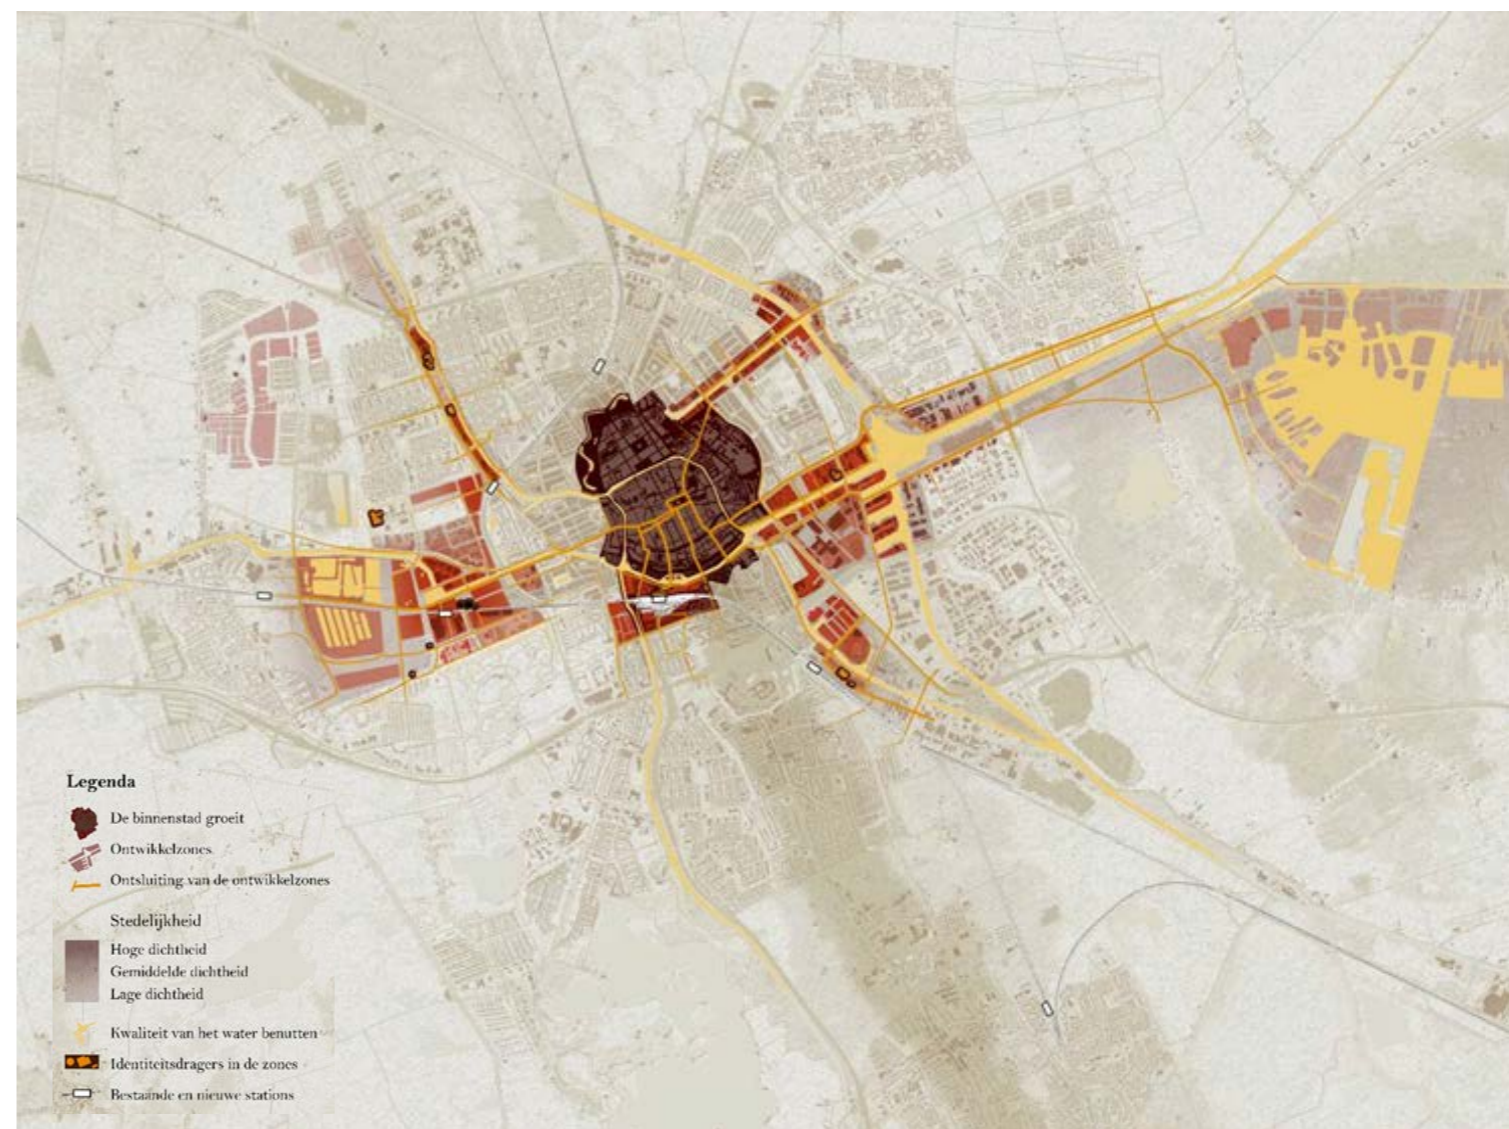 Legenda
De binnenstad groeit
Ontwikkelzones
Ontsluiting van de ontwikkelzones
Stedelijkheid
Hoge dichtheid
Gemiddelde dichtheid
Lage dichtheid
Kwaliteit van het water benutten
Identiteitsdragers in de zones
Bestaande en nieuwe stations